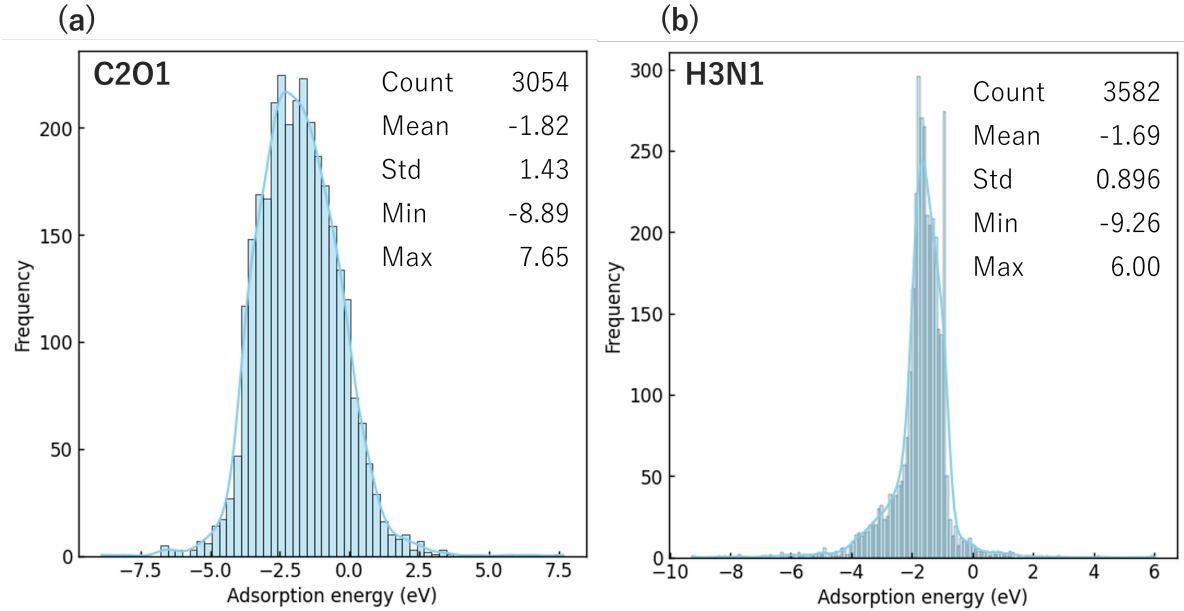 (a)
C2O1
Count 3054
Mean -1.82
Std 1.43
Min -8.89
Max 7.65
Frequency
200
150
100
50
0
−7.5 −5.0 −2.5 0.0 2.5 5.0 7.5
Adsorption energy (eV)
(b)
H3N1
Count 3582
Mean -1.69
Std 0.896
Min -9.26
Max 6.00
Frequency
300
250
200
150
100
50
0
−10 −8 −6 −4 −2 0 2 4 6
Adsorption energy (eV)